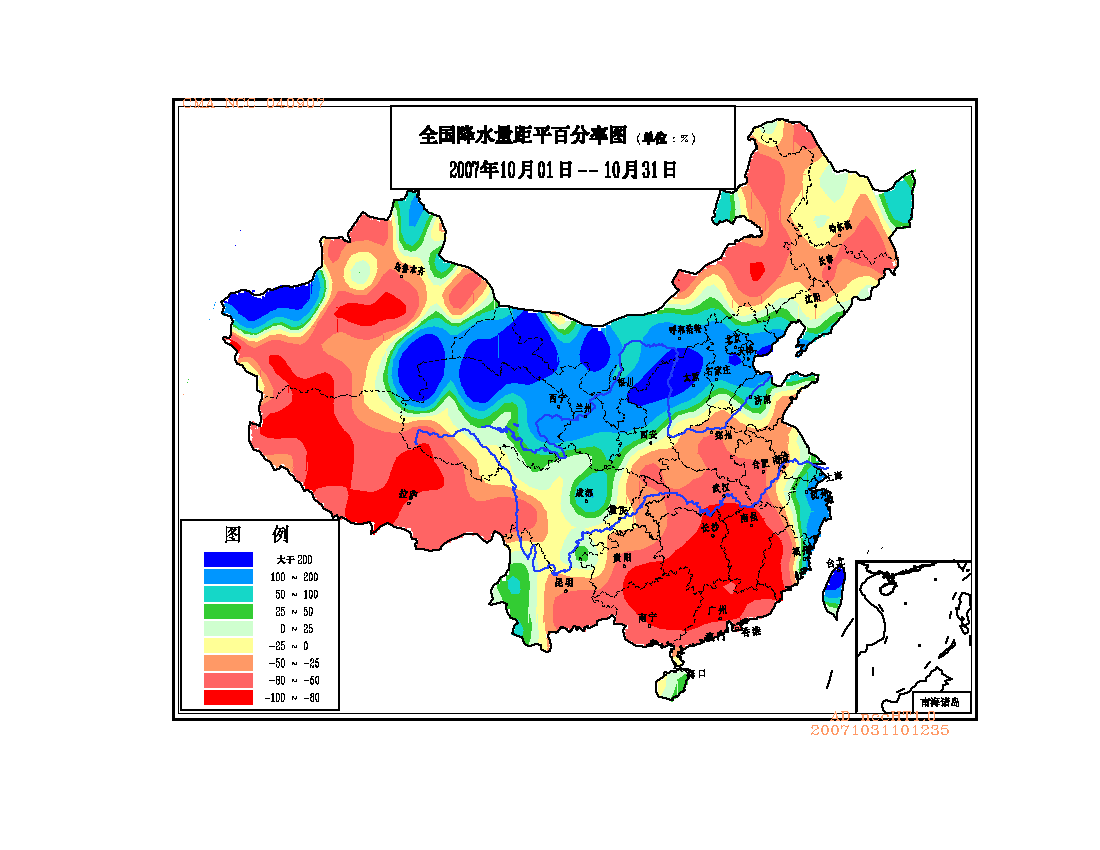 CMA NCC 040902
全国降水量距平百分率图 (单位:%)
2007年10月01日 -- 10月31日
哈尔滨
长春
乌鲁木齐
沈阳
呼和浩特
北京
天津
银川
太原
石家庄
西宁
兰州
济南
西安
郑州
合肥
南京
上海
成都
武汉
杭州
拉萨
重庆
长沙
南昌
贵阳
福州
昆明
台北
南宁
广州
澳门
香港
海口
图 例
大于 200
100 ~ 200
50 ~ 100
25 ~ 50
0 ~ 25
-25 ~ 0
-50 ~ -25
-80 ~ -50
-100 ~ -80
南海诸岛
20071031101235